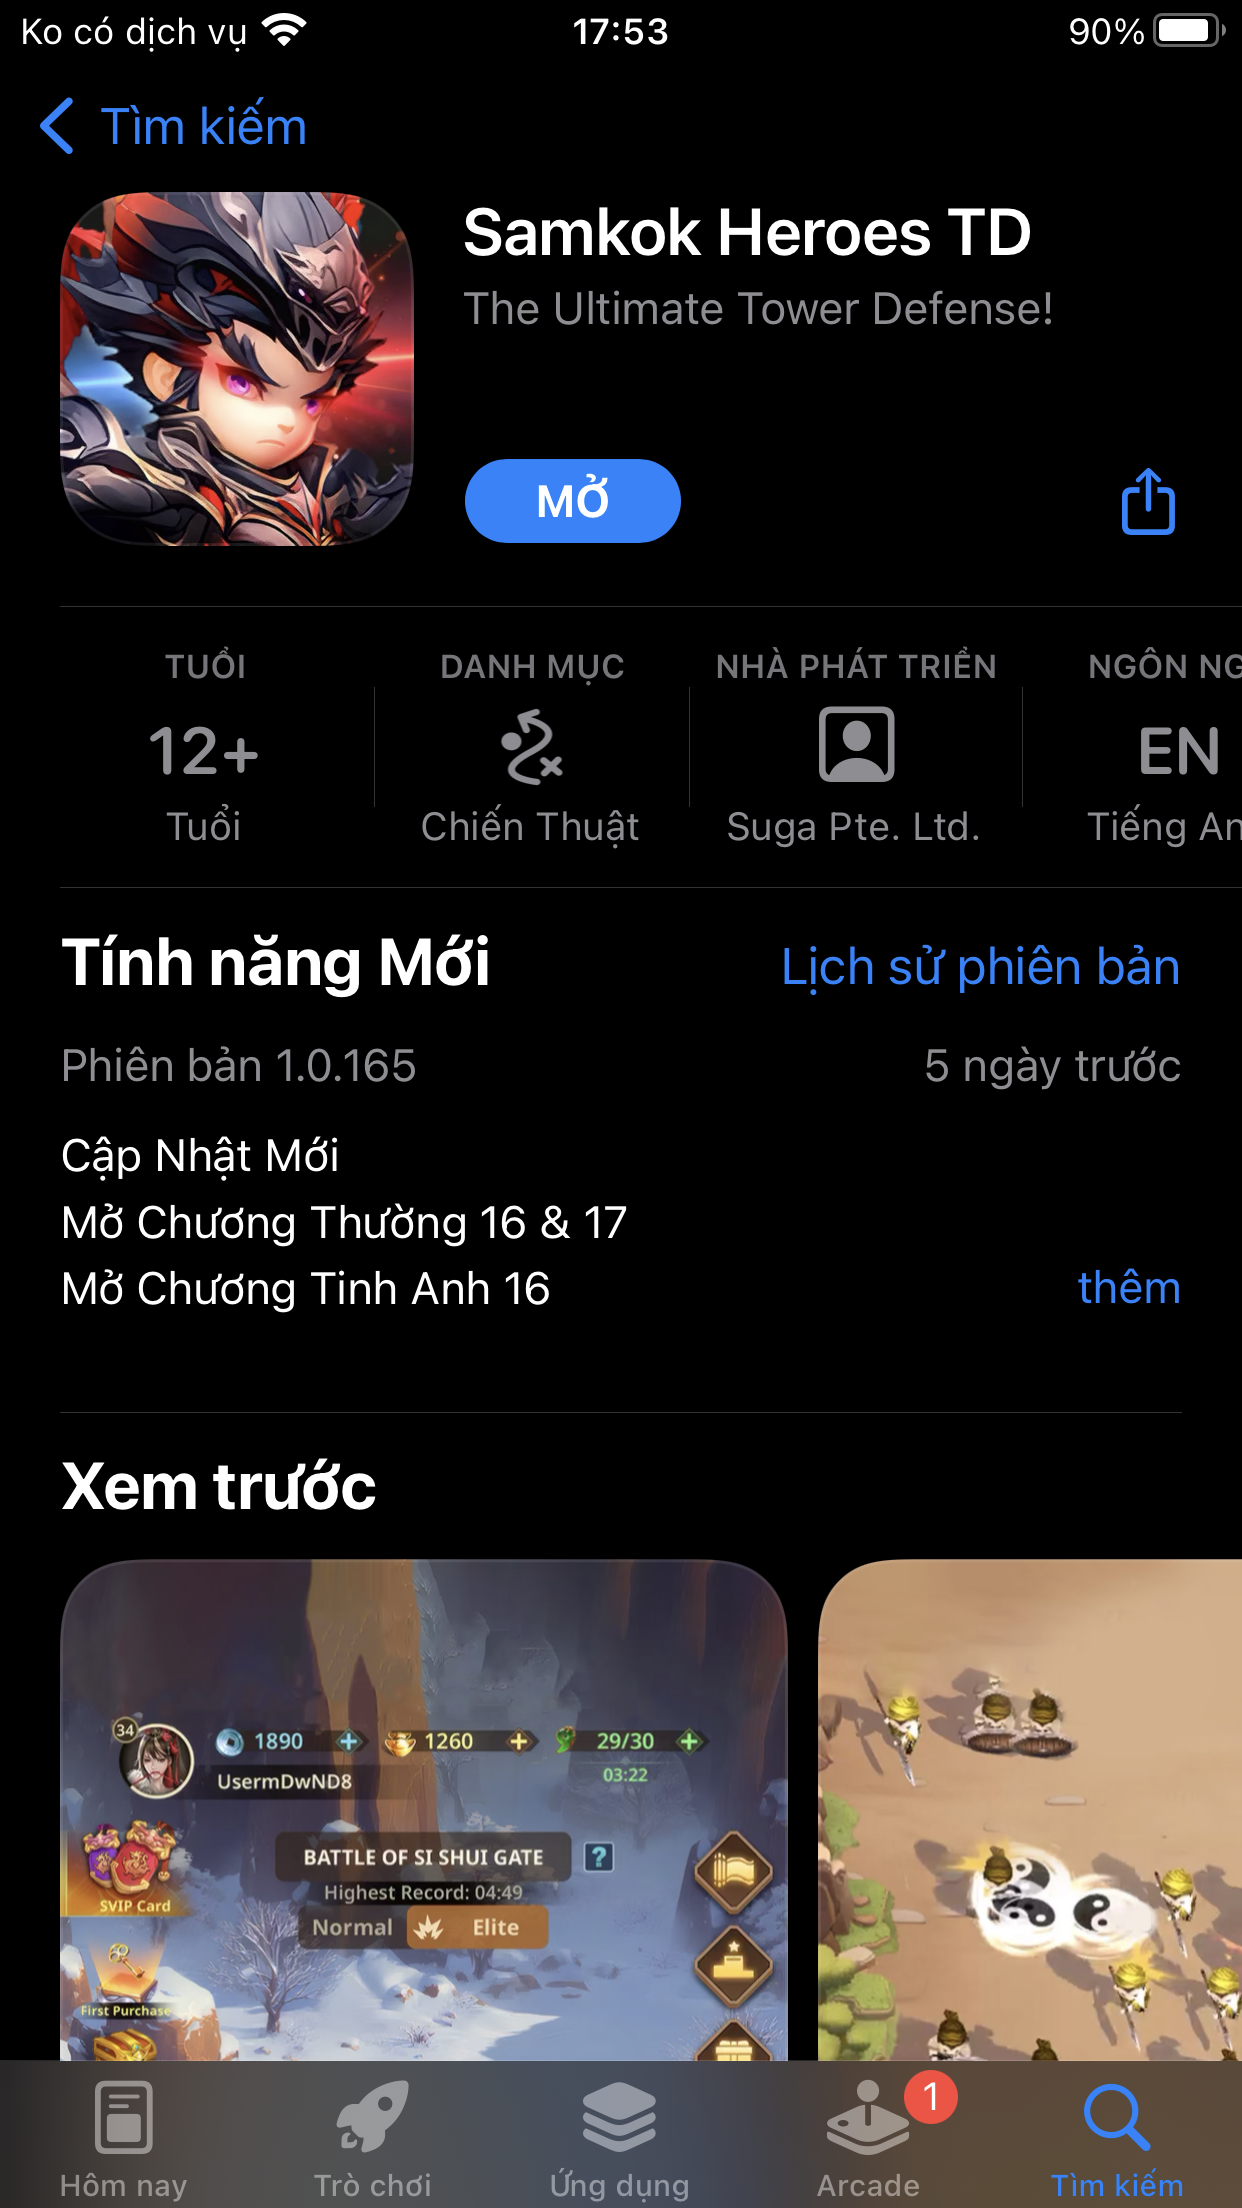 Ko có dịch vụ 17:53 90%
Tìm kiếm
Samkok Heroes TD
The Ultimate Tower Defense!
MỞ
TUỔI DANH MỤC NHÀ PHÁT TRIỂN NGÔN NG
12+ EN
Tuổi Chiến Thuật Suga Pte. Ltd. Tiếng An
Tính năng Mới Lịch sử phiên bản
Phiên bản 1.0.165 5 ngày trước
Cập Nhật Mới
Mở Chương Thường 16 & 17
Mở Chương Tinh Anh 16 thêm
Xem trước
34 1890 1260 29/30
UsermDwND8 03:22
BATTLE OF SI SHUI GATE ?
Highest Record: 04:49
SVIP Card
Normal Elite
First Purchase
1
Hôm nay Trò chơi Ứng dụng Arcade Tìm kiếm